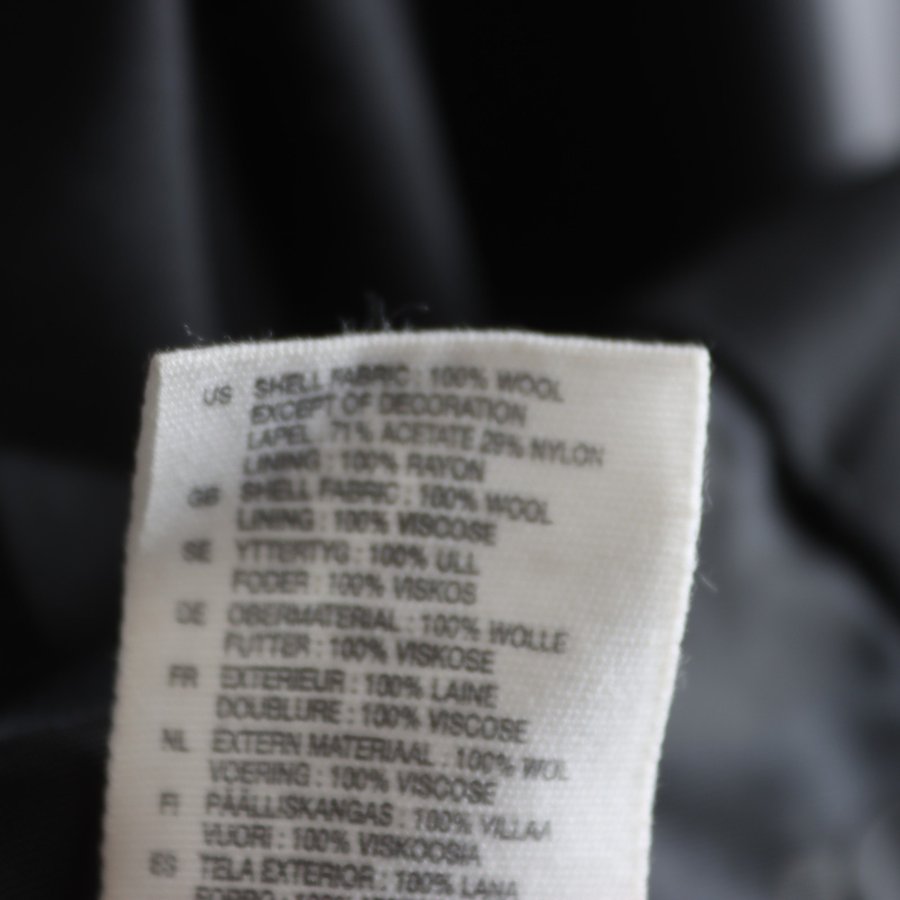 US SHELL FABRIC : 100% WOOL
EXCEPT OF DECORATION
LAPEL : 71% ACETATE 29% NYLON
LINING : 100% RAYON
GB SHELL FABRIC : 100% WOOL
LINING : 100% VISCOSE
SE YTTERTYG : 100% ULL
FODER : 100% VISKOS
DE OBERMATERIAL : 100% WOLLE
FUTTER : 100% VISKOSE
FR EXTERIEUR : 100% LAINE
DOUBLURE : 100% VISCOSE
NL EXTERN MATERIAAL : 100% WOL
VOERING : 100% VISCOSE
FI PÄÄLLISKANGAS : 100% VILLAA
VUORI : 100% VISKOOSIA
ES TELA EXTERIOR : 100% LANA